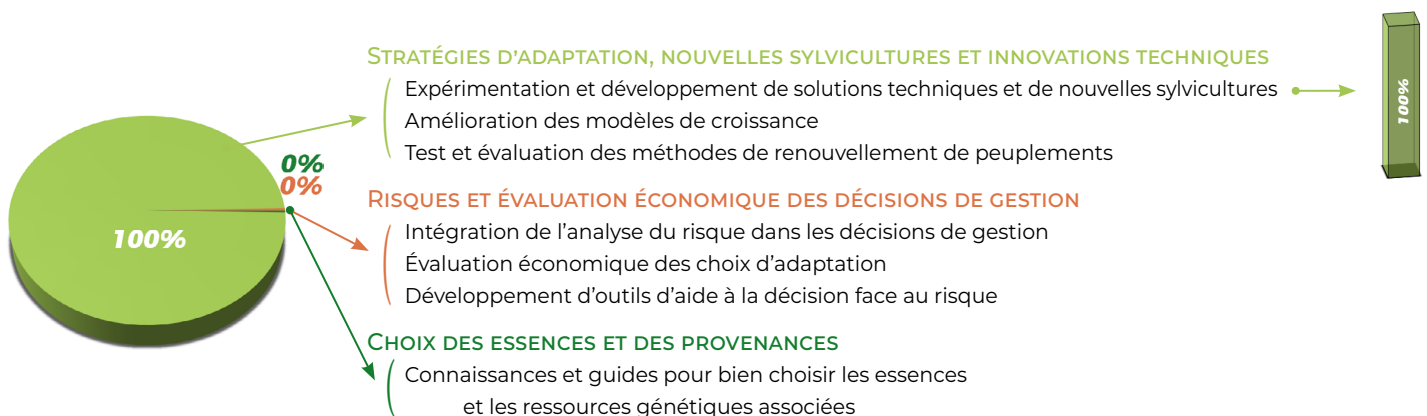 STRATÉGIES D'ADAPTATION, NOUVELLES SYLVICULTURES ET INNOVATIONS TECHNIQUES
Expérimentation et développement de solutions techniques et de nouvelles sylvicultures
100%
Amélioration des modèles de croissance
Test et évaluation des méthodes de renouvellement de peuplements
0%
0%
100%
RISQUES ET ÉVALUATION ÉCONOMIQUE DES DÉCISIONS DE GESTION
Intégration de l'analyse du risque dans les décisions de gestion
Évaluation économique des choix d'adaptation
Développement d'outils d'aide à la décision face au risque
CHOIX DES ESSENCES ET DES PROVENANCES
Connaissances et guides pour bien choisir les essences
et les ressources génétiques associées